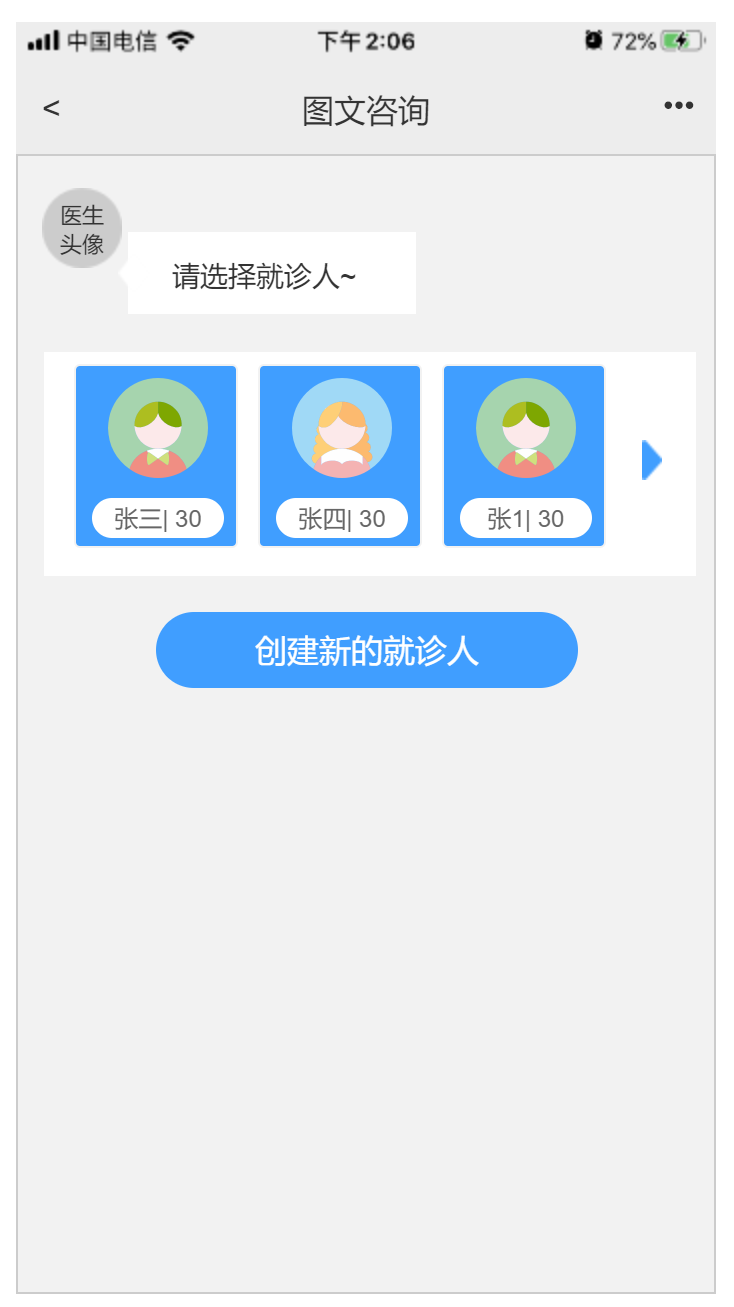 中国电信
下午2:06
72%
<
图文咨询
•••
医生
头像
请选择就诊人~
张三| 30
张四| 30
张1| 30
创建新的就诊人